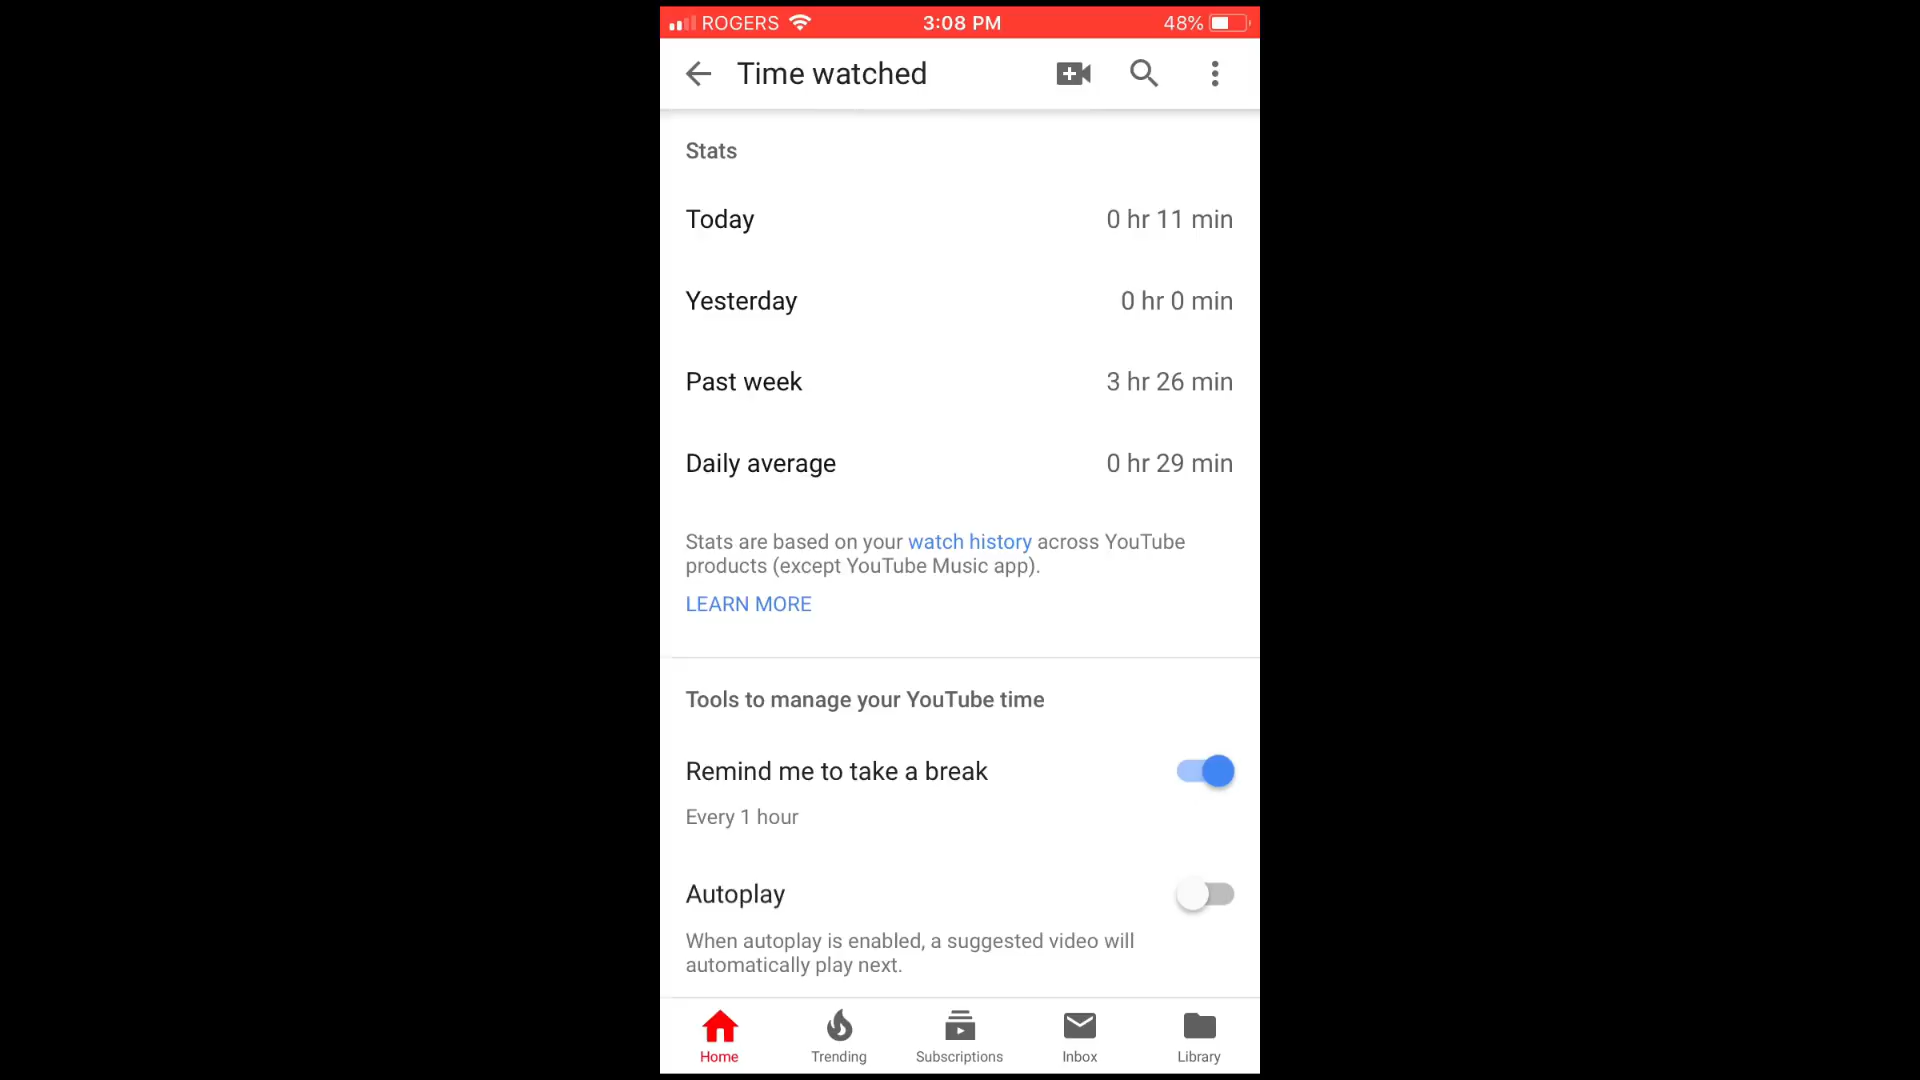 ROGERS 3:08 PM 48%
Time watched
Stats
Today 0 hr 11 min
Yesterday 0 hr 0 min
Past week 3 hr 26 min
Daily average 0 hr 29 min
Stats are based on your watch history across YouTube
products (except YouTube Music app).
LEARN MORE
Tools to manage your YouTube time
Remind me to take a break
Every 1 hour
Autoplay
When autoplay is enabled, a suggested video will
automatically play next.
Home Trending Subscriptions Inbox Library